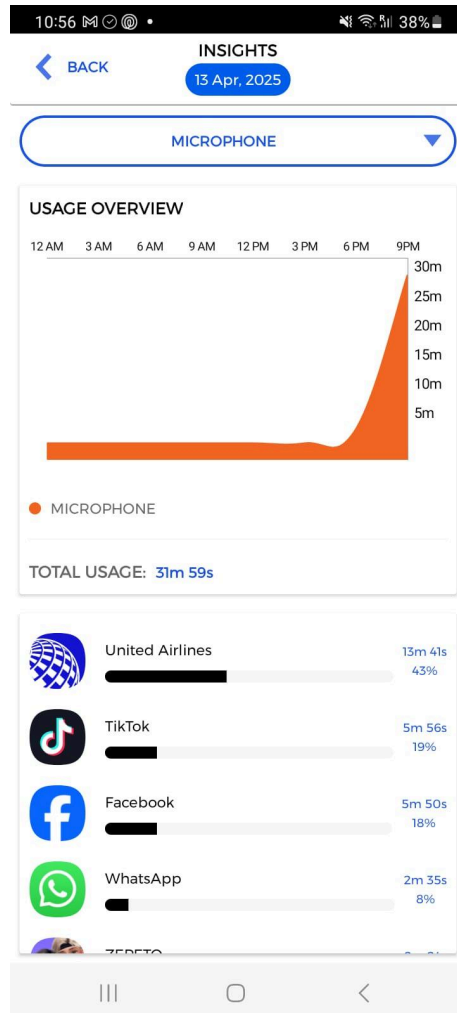 10:56
38%
INSIGHTS
BACK
13 Apr, 2025
MICROPHONE
USAGE OVERVIEW
12 AM 3 AM 6 AM 9 AM 12 PM 3 PM 6 PM 9PM
30m
25m
20m
15m
10m
5m
MICROPHONE
TOTAL USAGE: 31m 59s
United Airlines 13m 41s
43%
TikTok 5m 56s
19%
Facebook 5m 50s
18%
WhatsApp 2m 35s
8%
ZEPETO